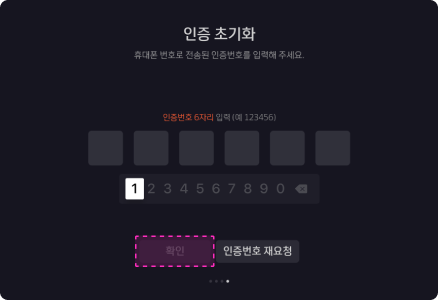 인증 초기화
휴대폰 번호로 전송된 인증번호를 입력해 주세요.
인증번호 6자리 입력 (예 123456)
1 2 3 4 5 6 7 8 9 0
확인 인증번호 재요청